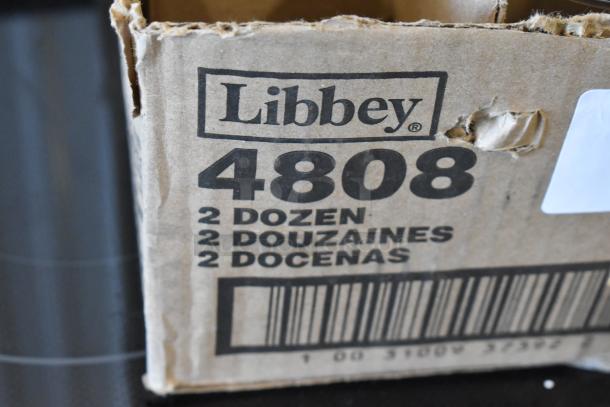 Libbey®
4808
2 DOZEN
2 DOUZAINES
2 DOCENAS
1 00 31009 37392